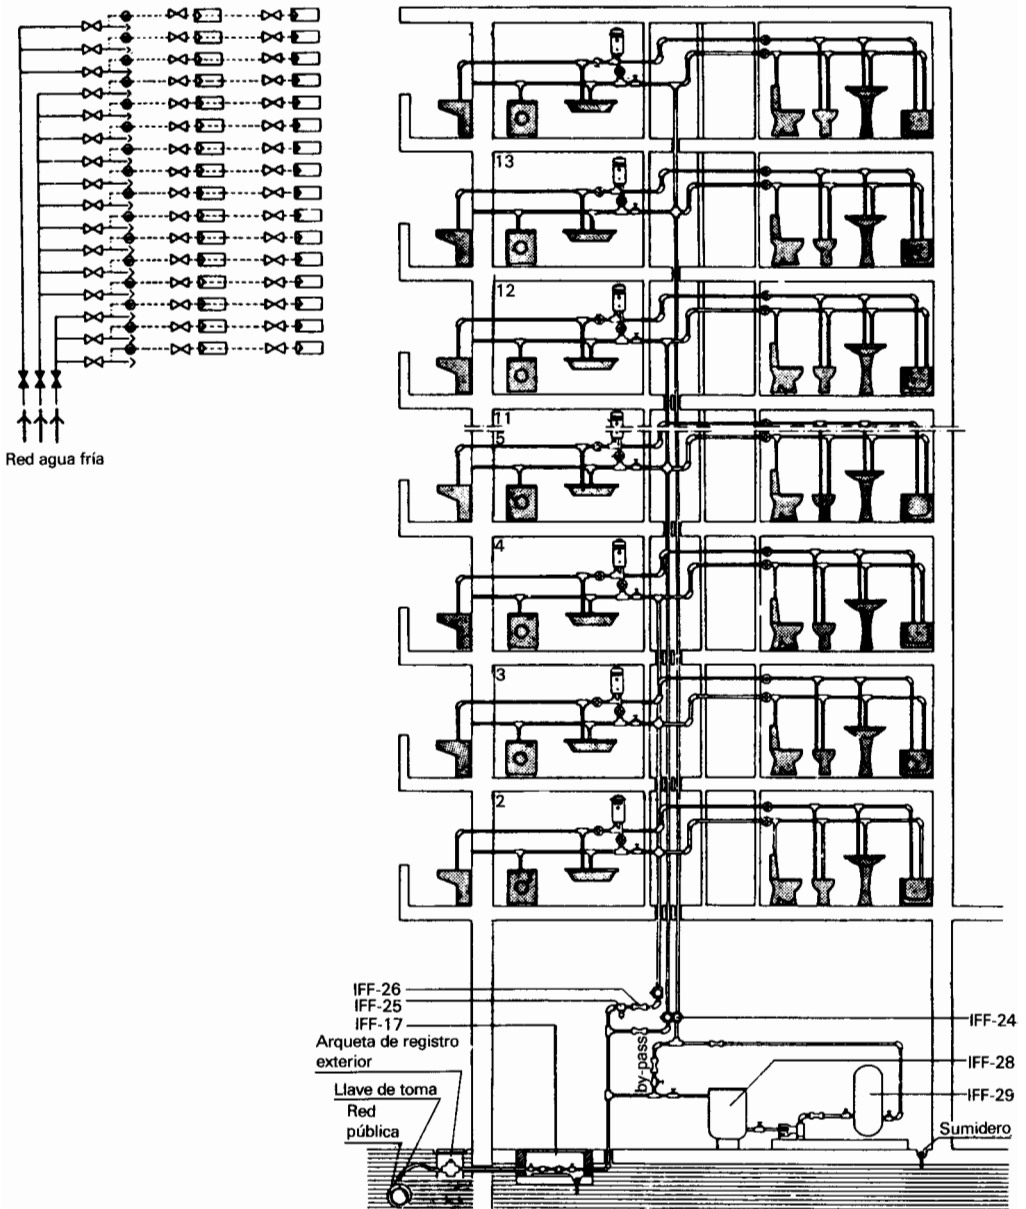 Red agua fría
13
12
11
5
4
3
2
IFF-26
IFF-25
IFF-17
Arqueta de registro
exterior
Llave de toma
Red
pública
by-pass
IFF-24
IFF-28
IFF-29
Sumidero